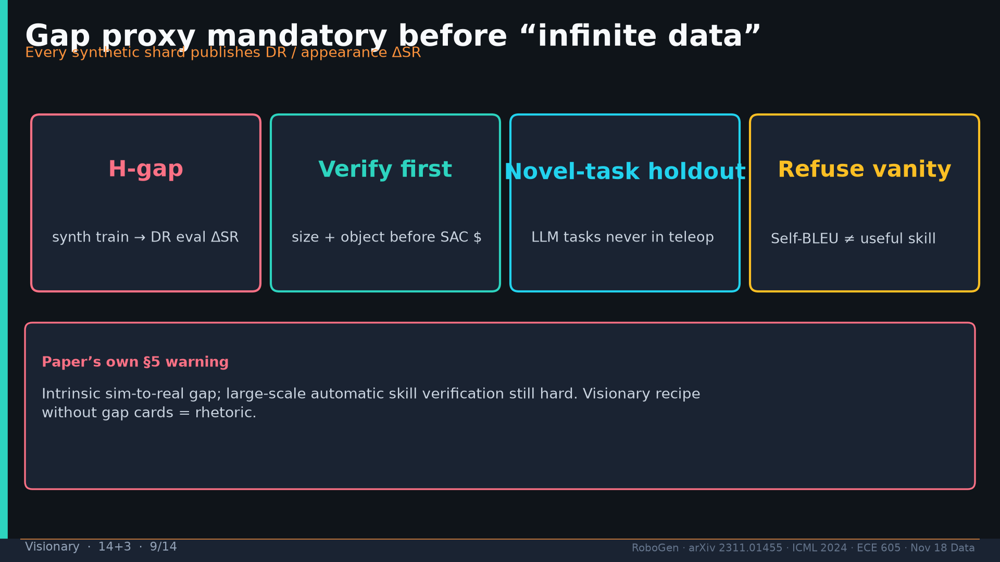 Gap proxy mandatory before “infinite data”
Every synthetic shard publishes DR / appearance ΔSR
H-gap
synth train → DR eval ΔSR
Verify first
size + object before SAC $
Novel-task holdout
LLM tasks never in teleop
Refuse vanity
Self-BLEU ≠ useful skill
Paper’s own §5 warning
Intrinsic sim-to-real gap; large-scale automatic skill verification still hard. Visionary recipe
without gap cards = rhetoric.
Visionary · 14+3 · 9/14
RoboGen · arXiv 2311.01455 · ICML 2024 · ECE 605 · Nov 18 Data